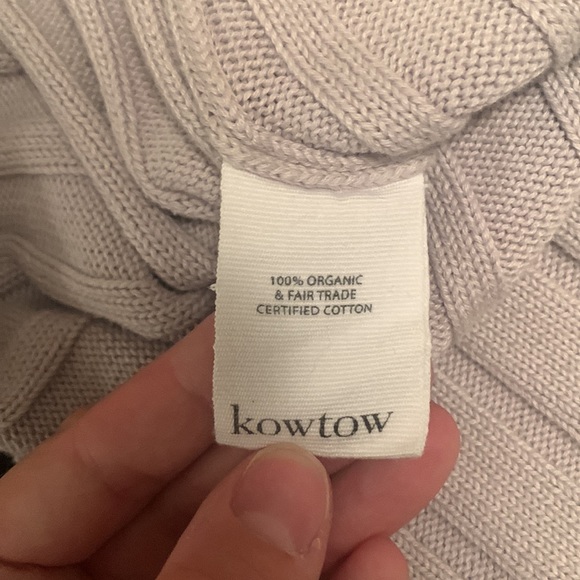 100% ORGANIC
& FAIR TRADE
CERTIFIED COTTON
kowtow